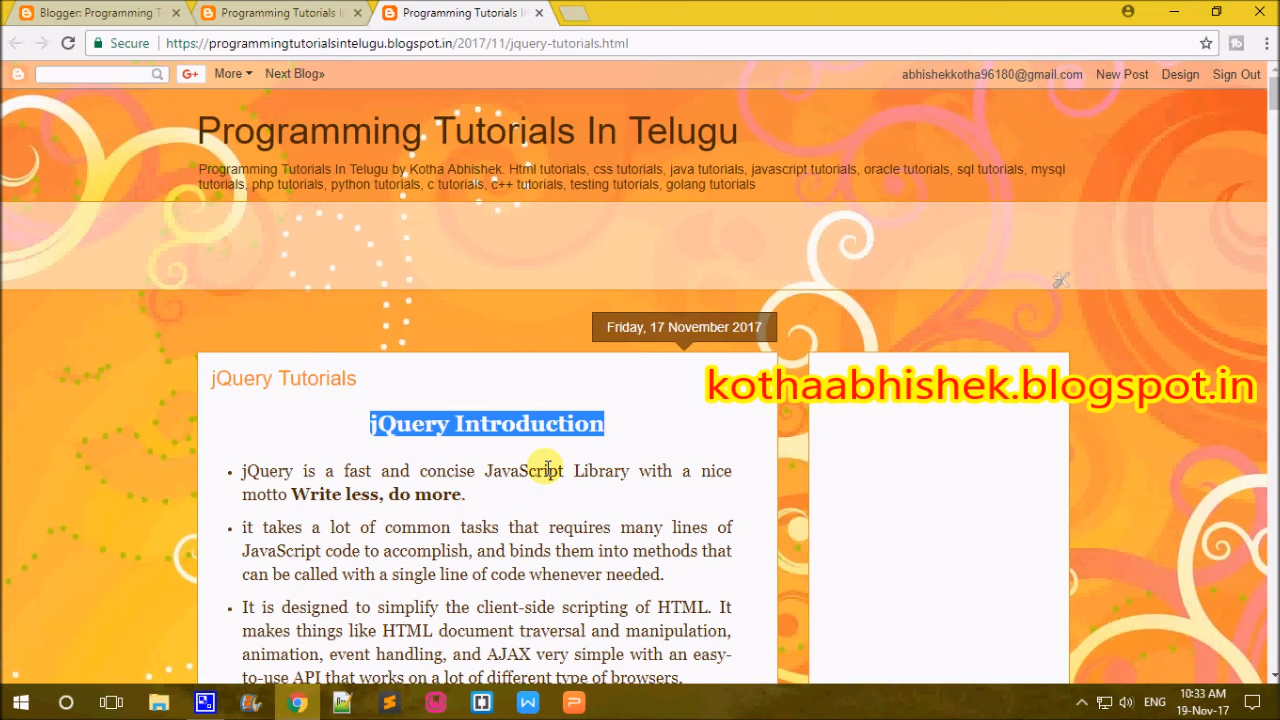 Blogger: Programming T
Programming Tutorials I
Programming Tutorials I
Secure https://programmingtutorialsintelugu.blogspot.in/2017/11/jquery-tutorials.html
G+ More Next Blog» abhishekkotha96180@gmail.com New Post Design Sign Out
Programming Tutorials In Telugu
Programming Tutorials In Telugu by Kotha Abhishek. Html tutorials, css tutorials, java tutorials, javascript tutorials, oracle tutorials, sql tutorials, mysql
tutorials, php tutorials, python tutorials, c tutorials, c++ tutorials, testing tutorials, golang tutorials
Friday, 17 November 2017
jQuery Tutorials
kothaabhishek.blogspot.in
jQuery Introduction
• jQuery is a fast and concise JavaScript Library with a nice
motto Write less, do more.
• it takes a lot of common tasks that requires many lines of
JavaScript code to accomplish, and binds them into methods that
can be called with a single line of code whenever needed.
• It is designed to simplify the client-side scripting of HTML. It
makes things like HTML document traversal and manipulation,
animation, event handling, and AJAX very simple with an easy-
to-use API that works on a lot of different type of browsers.
ENG
10:33 AM
19-Nov-17